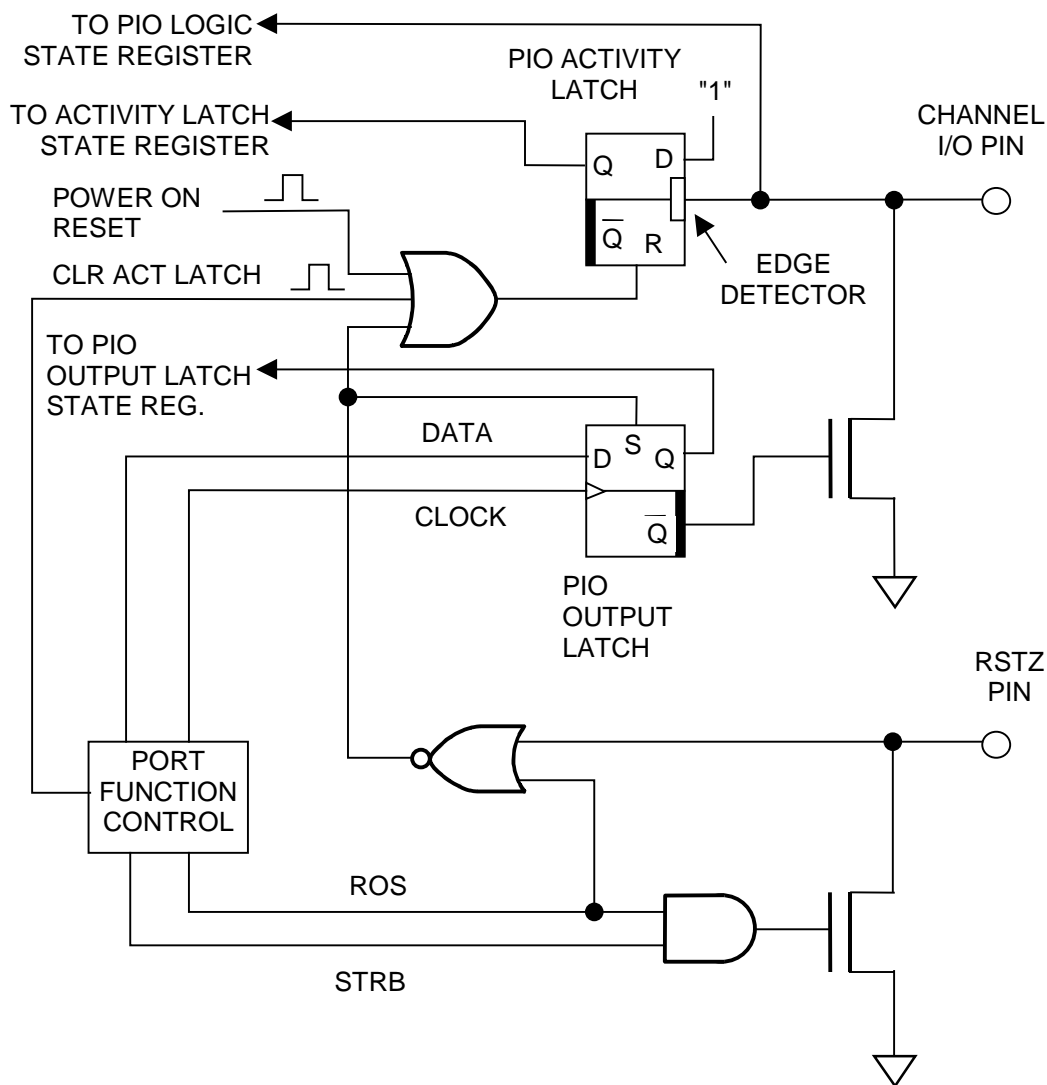 TO PIO LOGIC
STATE REGISTER
PIO ACTIVITY
LATCH
"1"
TO ACTIVITY LATCH
STATE REGISTER
CHANNEL
I/O PIN
Q
D
Q
R
POWER ON
RESET
EDGE
DETECTOR
CLR ACT LATCH
TO PIO
OUTPUT LATCH
STATE REG.
DATA
D
S
Q
CLOCK
Q
PIO
OUTPUT
LATCH
RSTZ
PIN
PORT
FUNCTION
CONTROL
ROS
STRB